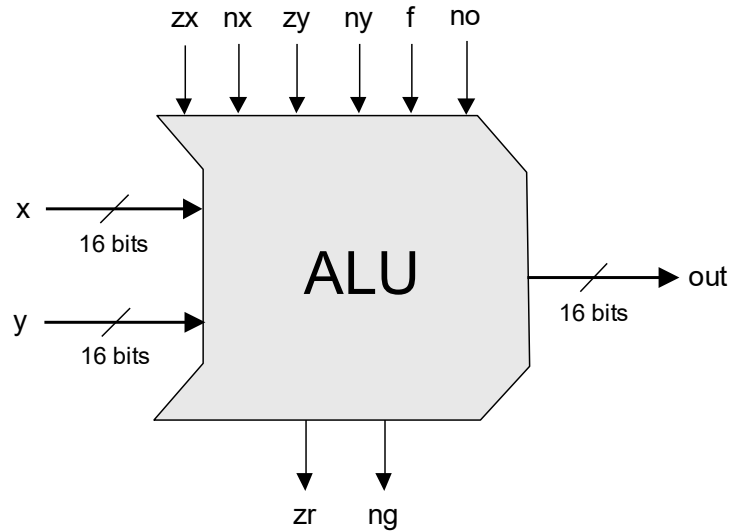 zx nx zy ny f no
x
16 bits
ALU
out
y
16 bits
16 bits
zr ng